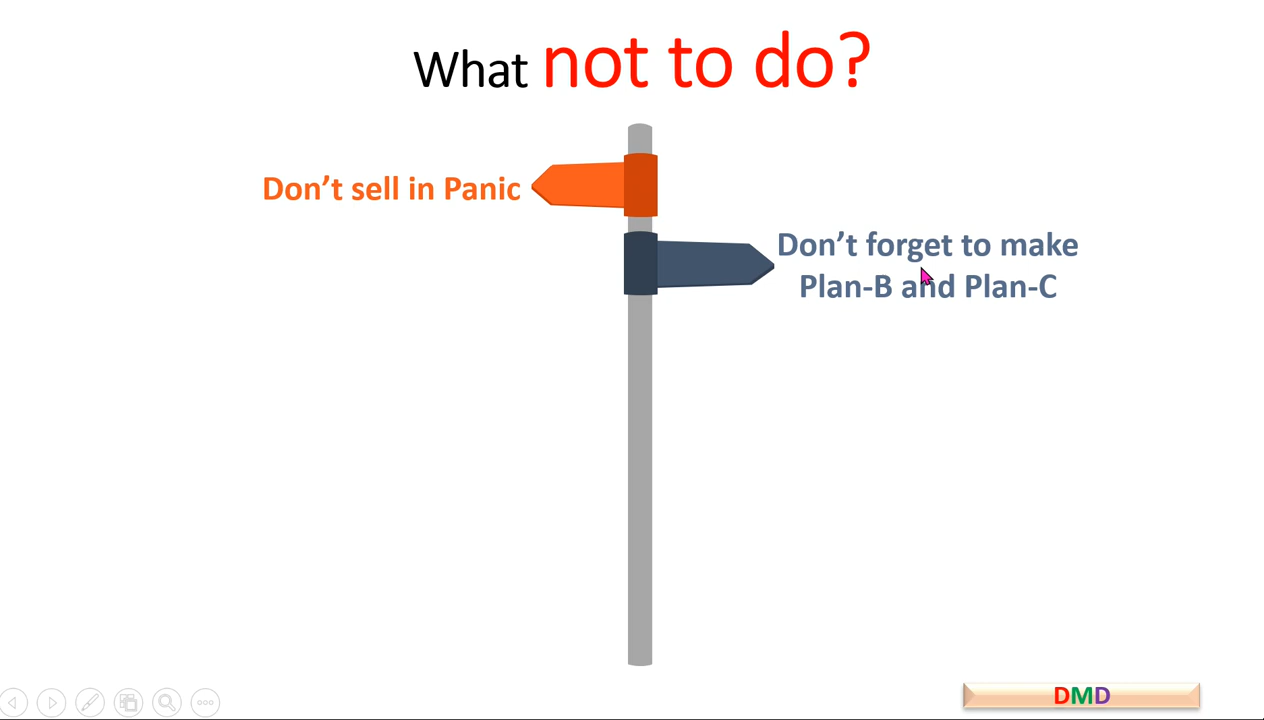 What not to do?
Don’t sell in Panic
Don’t forget to make
Plan-B and Plan-C
DMD